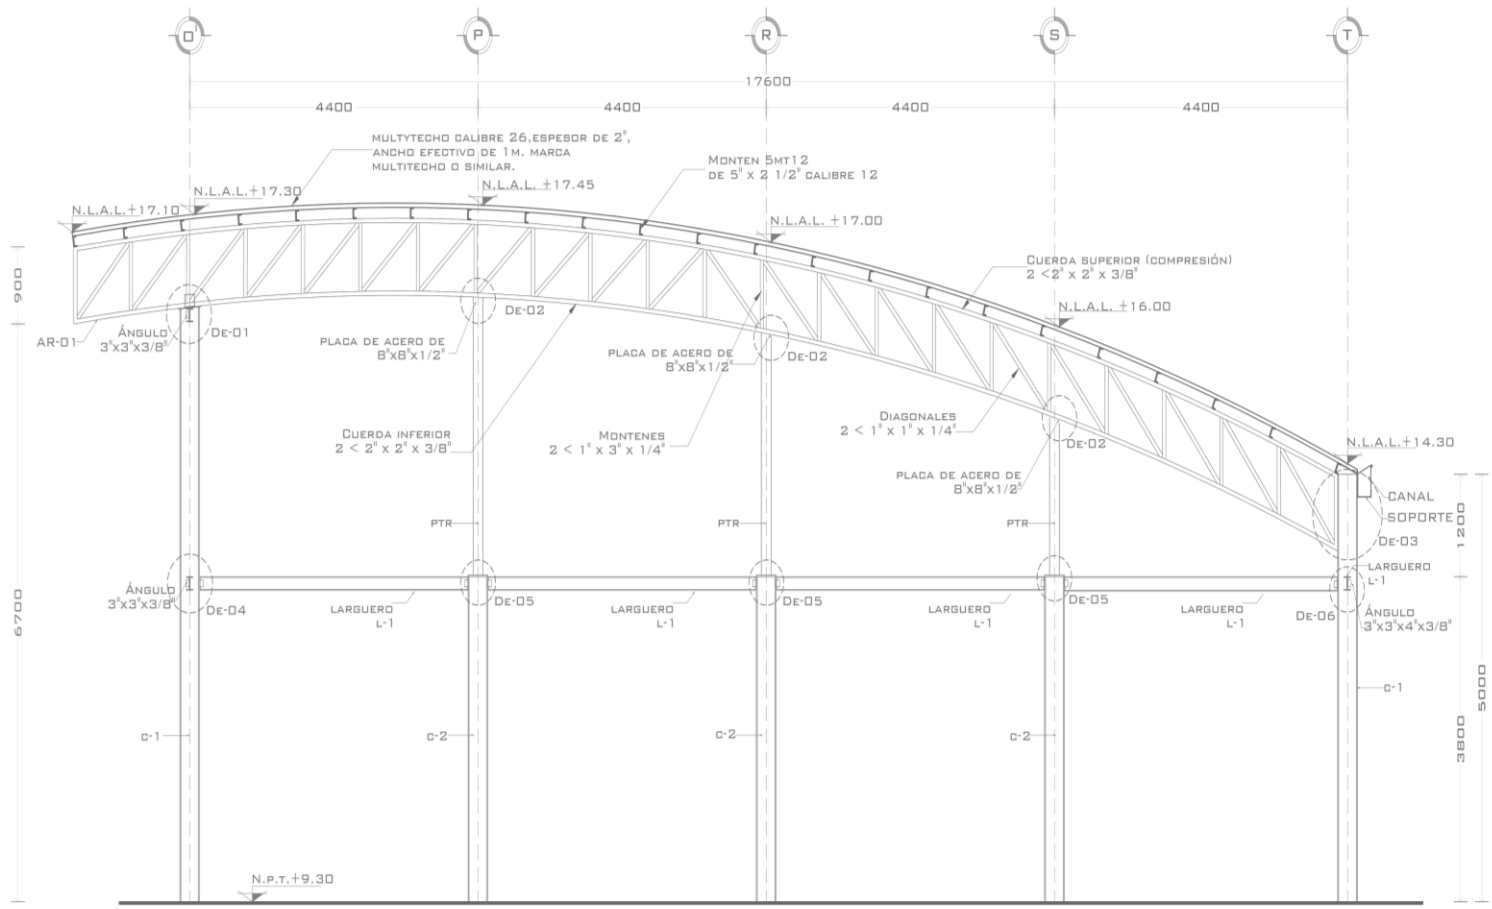 O'
P
R
S
T
17600
4400
4400
4400
4400
MULTYTECHO CALIBRE 26,ESPESOR DE 2",
ANCHO EFECTIVO DE 1M. MARCA
MULTITECHO O SIMILAR.
MONTEN 5MT12
DE 5" X 2 1/2" CALIBRE 12
N.L.A.L.+17.10
N.L.A.L.+17.30
N.L.A.L. +17.45
N.L.A.L. +17.00
CUERDA SUPERIOR (COMPRESIÓN)
2 <2" X 2" X 3/8"
N.L.A.L. +16.00
900
AR-01
ÁNGULO
3"X3"X3/8"
DE-01
DE-02
PLACA DE ACERO DE
8"X8"X1/2"
PLACA DE ACERO DE
8"X8"X1/2"
DE-02
CUERDA INFERIOR
2 < 2" X 2" X 3/8"
MONTENES
2 < 1" X 3" X 1/4"
DIAGONALES
2 < 1" X 1" X 1/4"
DE-02
PLACA DE ACERO DE
8"X8"X1/2"
N.L.A.L.+14.30
CANAL
SOPORTE
DE-03
1200
PTR
PTR
PTR
LARGUERO
L-1
ÁNGULO
3"X3"X3/8"
DE-04
LARGUERO
L-1
DE-05
LARGUERO
L-1
DE-05
LARGUERO
L-1
DE-05
LARGUERO
L-1
DE-06
ÁNGULO
3"X3"X4"X3/8"
6700
5000
3800
C-1
C-2
C-2
C-2
C-1
N.P.T.+9.30